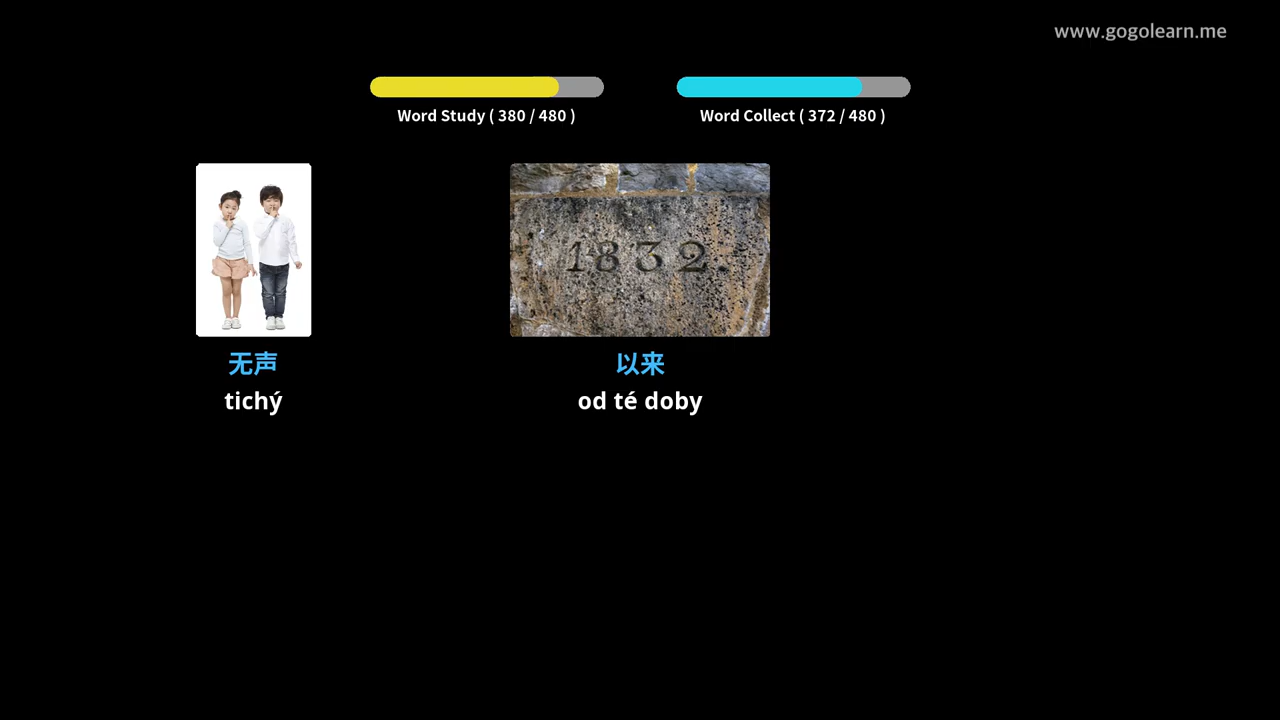 www.gogolearn.me
Word Study ( 380 / 480 )
Word Collect ( 372 / 480 )
1832.
无声
以来
tichý
od té doby